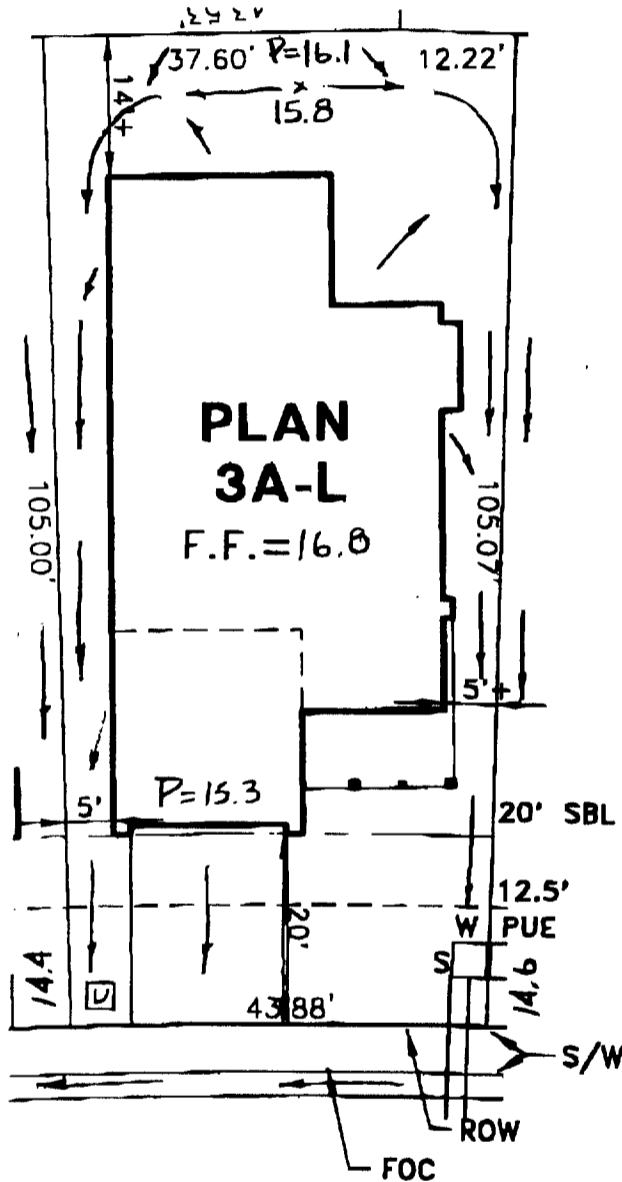 37.60' P=16.1 12.22'
14'+
15.8
PLAN
3A-L
F.F.=16.8
105.00'
105.07'
5'+
P=15.3
5'
20' SBL
12.5'
W PUE
S
20'
14.4
14.6
U
43.88'
S/W
ROW
FOC